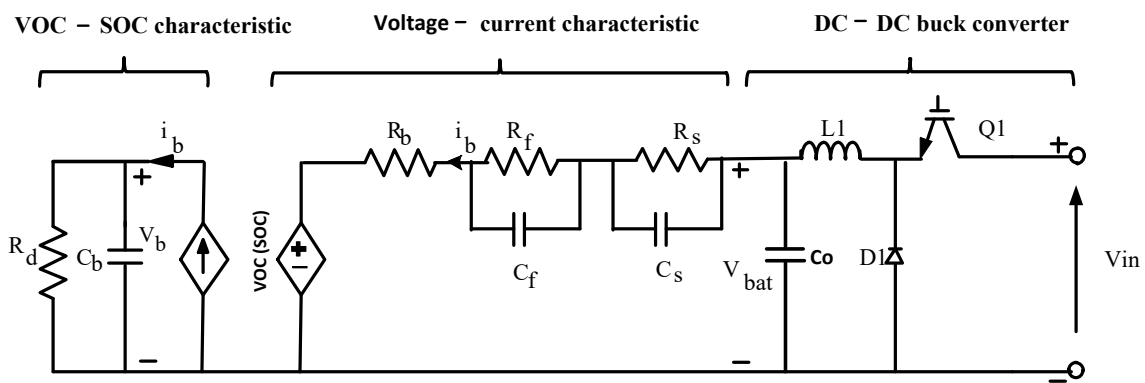 VOC – SOC characteristic
Voltage – current characteristic
DC – DC buck converter
i_b
R_b
i_b
R_f
R_s
L1
Q1
+
+
+
R_d
C_b
V_b
VOC (SOC)
+
–
C_f
C_s
V_bat
Co
D1
Vin
–
–
–